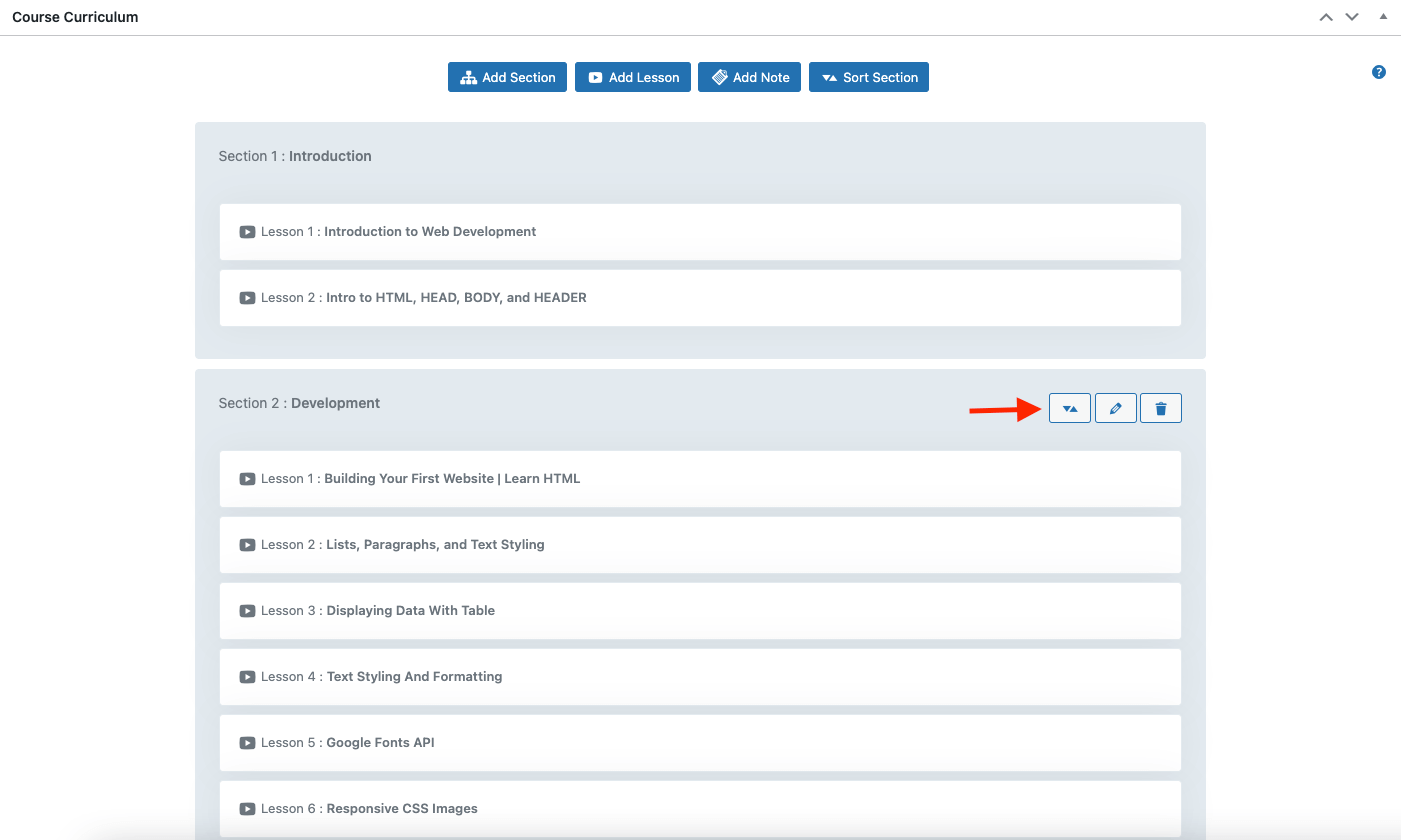 Course Curriculum
Add Section Add Lesson Add Note Sort Section
?
Section 1 : Introduction
Lesson 1 : Introduction to Web Development
Lesson 2 : Intro to HTML, HEAD, BODY, and HEADER
Section 2 : Development
Lesson 1 : Building Your First Website | Learn HTML
Lesson 2 : Lists, Paragraphs, and Text Styling
Lesson 3 : Displaying Data With Table
Lesson 4 : Text Styling And Formatting
Lesson 5 : Google Fonts API
Lesson 6 : Responsive CSS Images